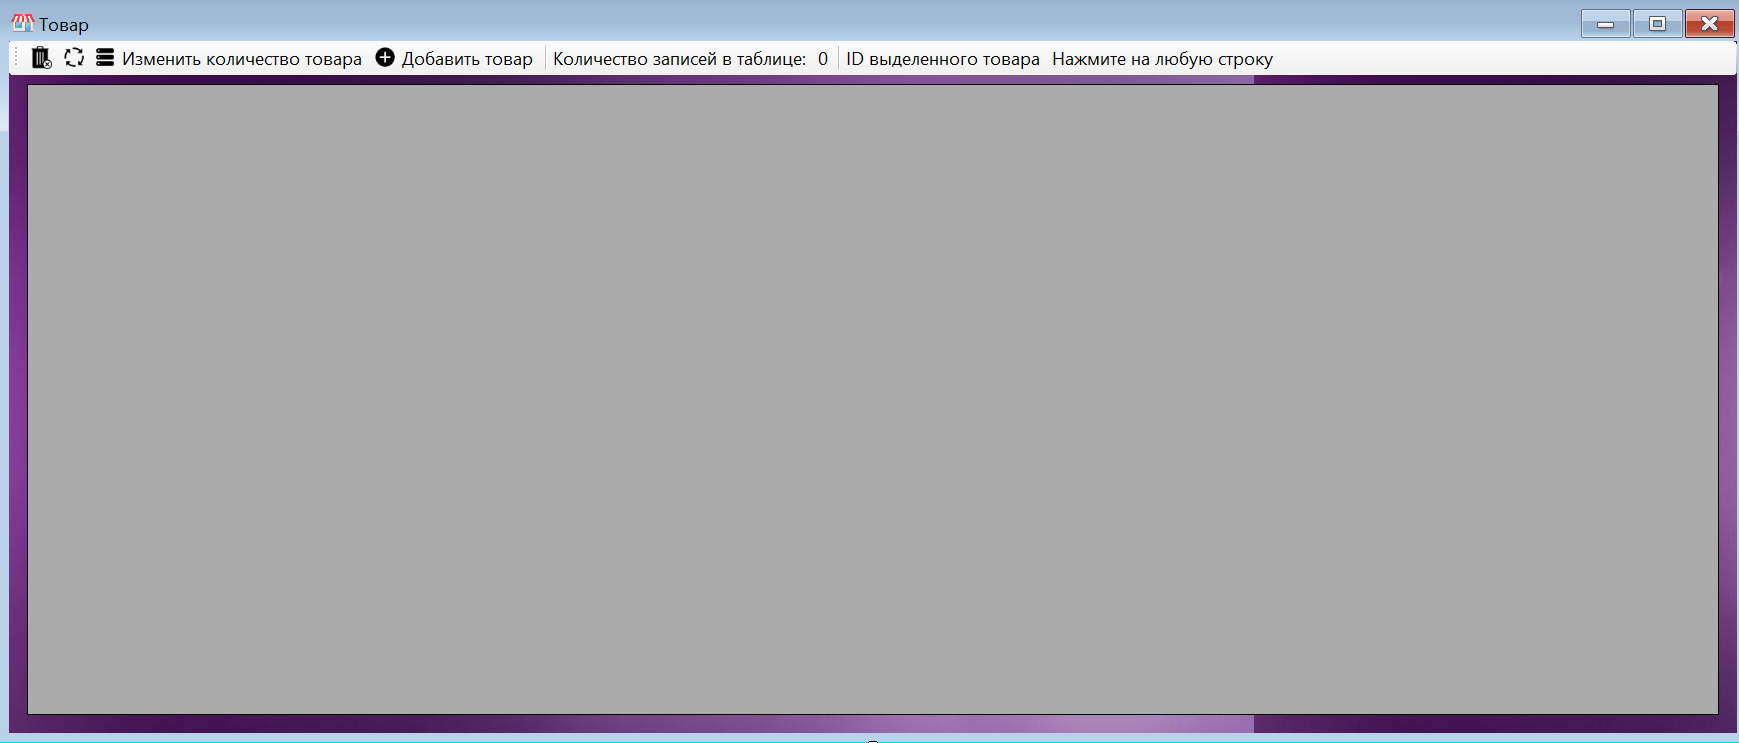 Товар
Изменить количество товара Добавить товар Количество записей в таблице: 0 ID выделенного товара Нажмите на любую строку